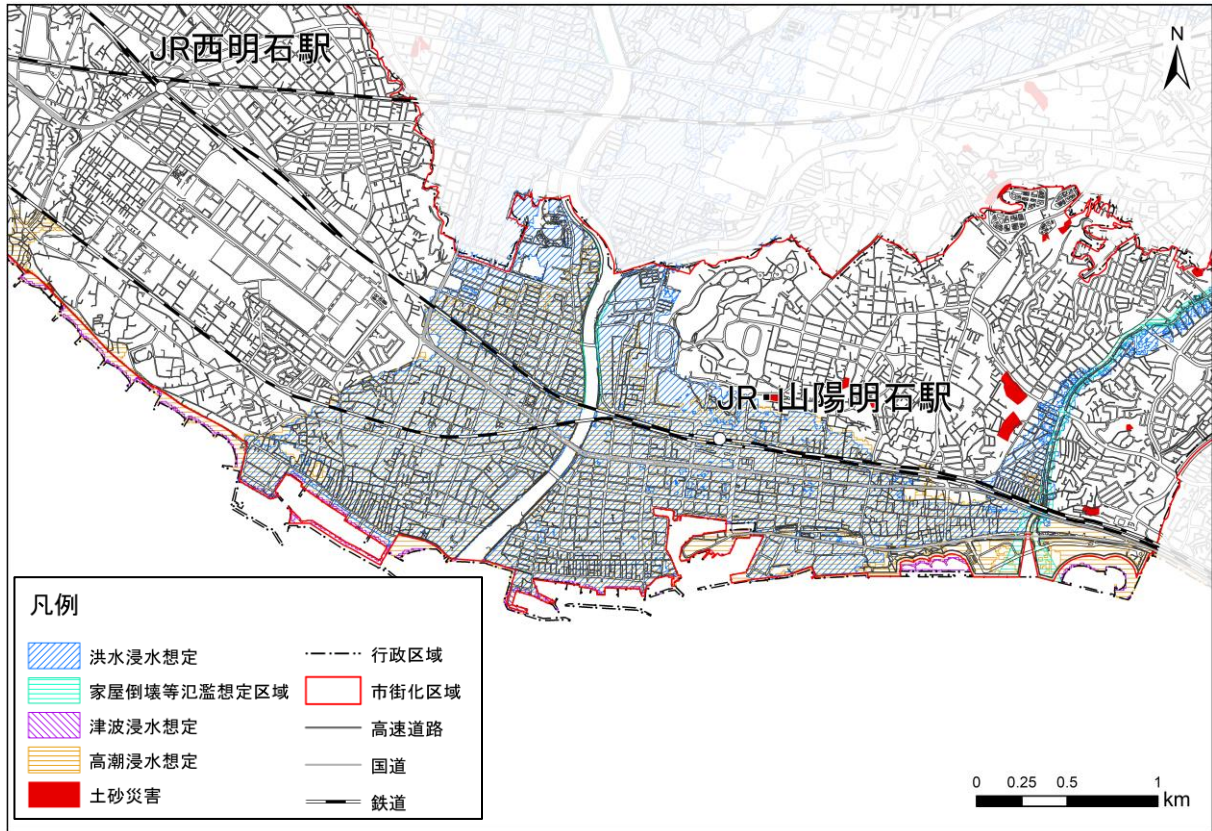 明石
JR西明石駅
N
JR・山陽明石駅
凡例
洪水浸水想定
家屋倒壊等氾濫想定区域
津波浸水想定
高潮浸水想定
土砂災害
行政区域
市街化区域
高速道路
国道
鉄道
0 0.25 0.5 1
km